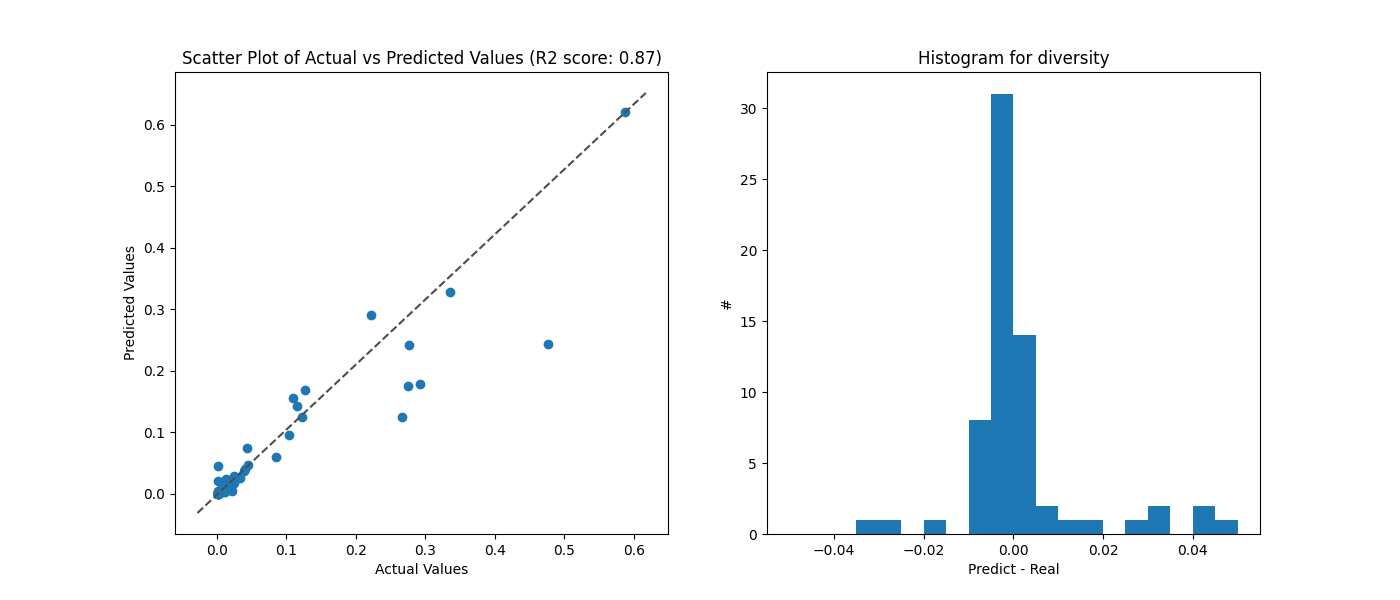 Scatter Plot of Actual vs Predicted Values (R2 score: 0.87)
Predicted Values
0.6
0.5
0.4
0.3
0.2
0.1
0.0
0.0 0.1 0.2 0.3 0.4 0.5 0.6
Actual Values
Histogram for diversity
#
30
25
20
15
10
5
0
−0.04 −0.02 0.00 0.02 0.04
Predict - Real